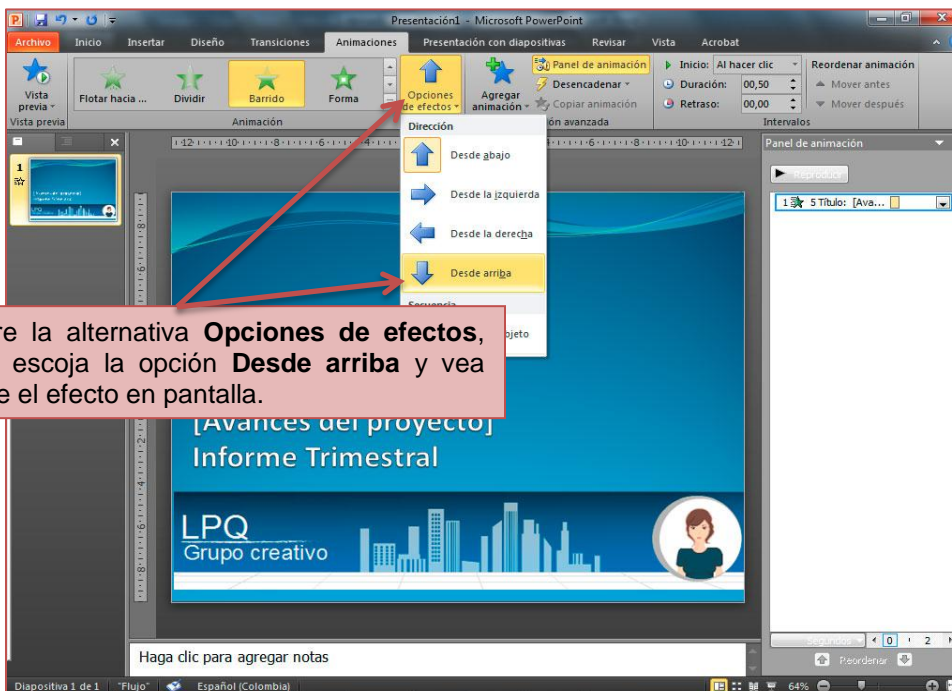 Presentación1 - Microsoft PowerPoint
Archivo Inicio Insertar Diseño Transiciones Animaciones Presentación con diapositivas Revisar Vista Acrobat
Vista previa
Flotar hacia ...
Dividir
Barrido
Forma
Opciones de efectos
Agregar animación
Panel de animación
Desencadenar
Copiar animación
Inicio: Al hacer clic
Duración: 00,50
Retraso: 00,00
Reordenar animación
Mover antes
Mover después
Vista previa
Animación
ón avanzada
Intervalos
Dirección
Desde abajo
Desde la izquierda
Desde la derecha
Desde arriba
Secuencia
bjeto
Panel de animación
Reproducir
1 5 Título: [Ava...
1
re la alternativa Opciones de efectos,
escoja la opción Desde arriba y vea
e el efecto en pantalla.
[Avances del proyecto]
Informe Trimestral
LPQ
Grupo creativo
Haga clic para agregar notas
Segundos 0 2
Reordenar
Diapositiva 1 de 1 "Flujo" Español (Colombia) 64%